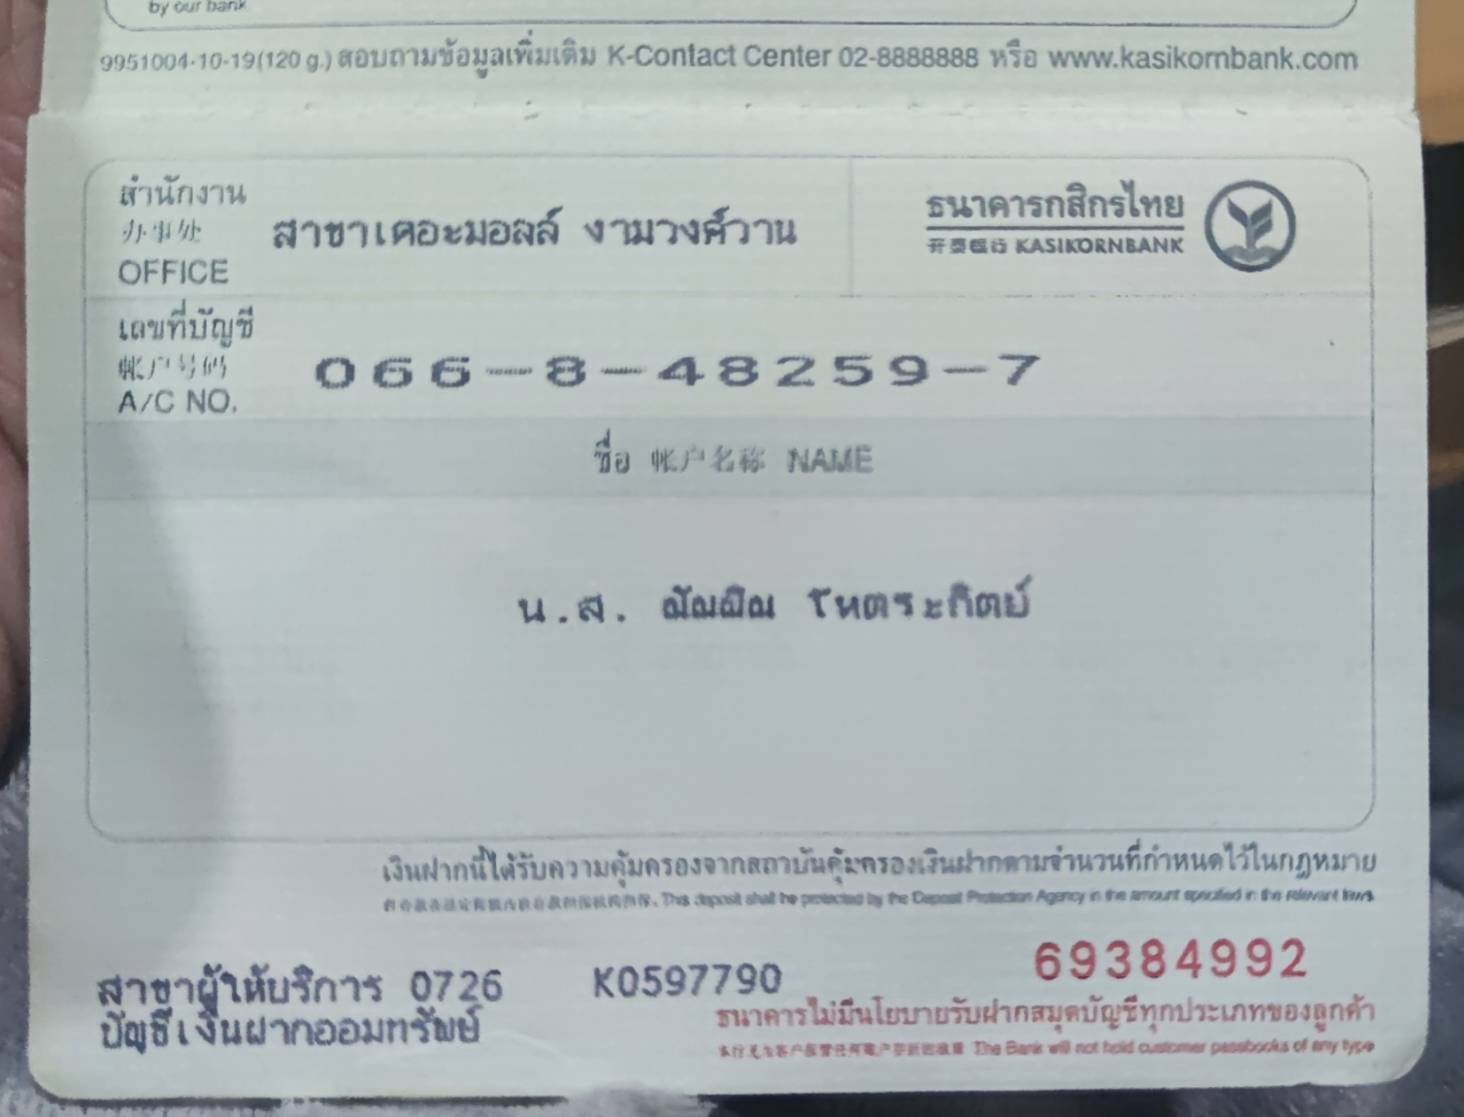 by our bank
9951004-10-19(120 g.) สอบถามข้อมูลเพิ่มเติม K-Contact Center 02-8888888 หรือ www.kasikornbank.com
สำนักงาน
办事处
OFFICE
สาขาเดอะมอลล์ งามวงศ์วาน
ธนาคารกสิกรไทย
开泰银行 KASIKORNBANK
เลขที่บัญชี
帐户号码
A/C NO.
066-8-48259-7
ชื่อ 帐户名称 NAME
น.ส. ณัฒฒิณ โหตระกิตย์
เงินฝากนี้ได้รับความคุ้มครองจากสถาบันคุ้มครองเงินฝากตามจำนวนที่กำหนดไว้ในกฎหมาย
This deposit shall be protected by the Deposit Protection Agency in the amount specified in the relevant laws
สาขาผู้ให้บริการ 0726
K0597790
69384992
บัญชีเงินฝากออมทรัพย์
ธนาคารไม่มีนโยบายรับฝากสมุดบัญชีทุกประเภทของลูกค้า
The Bank will not hold customer passbooks of any type